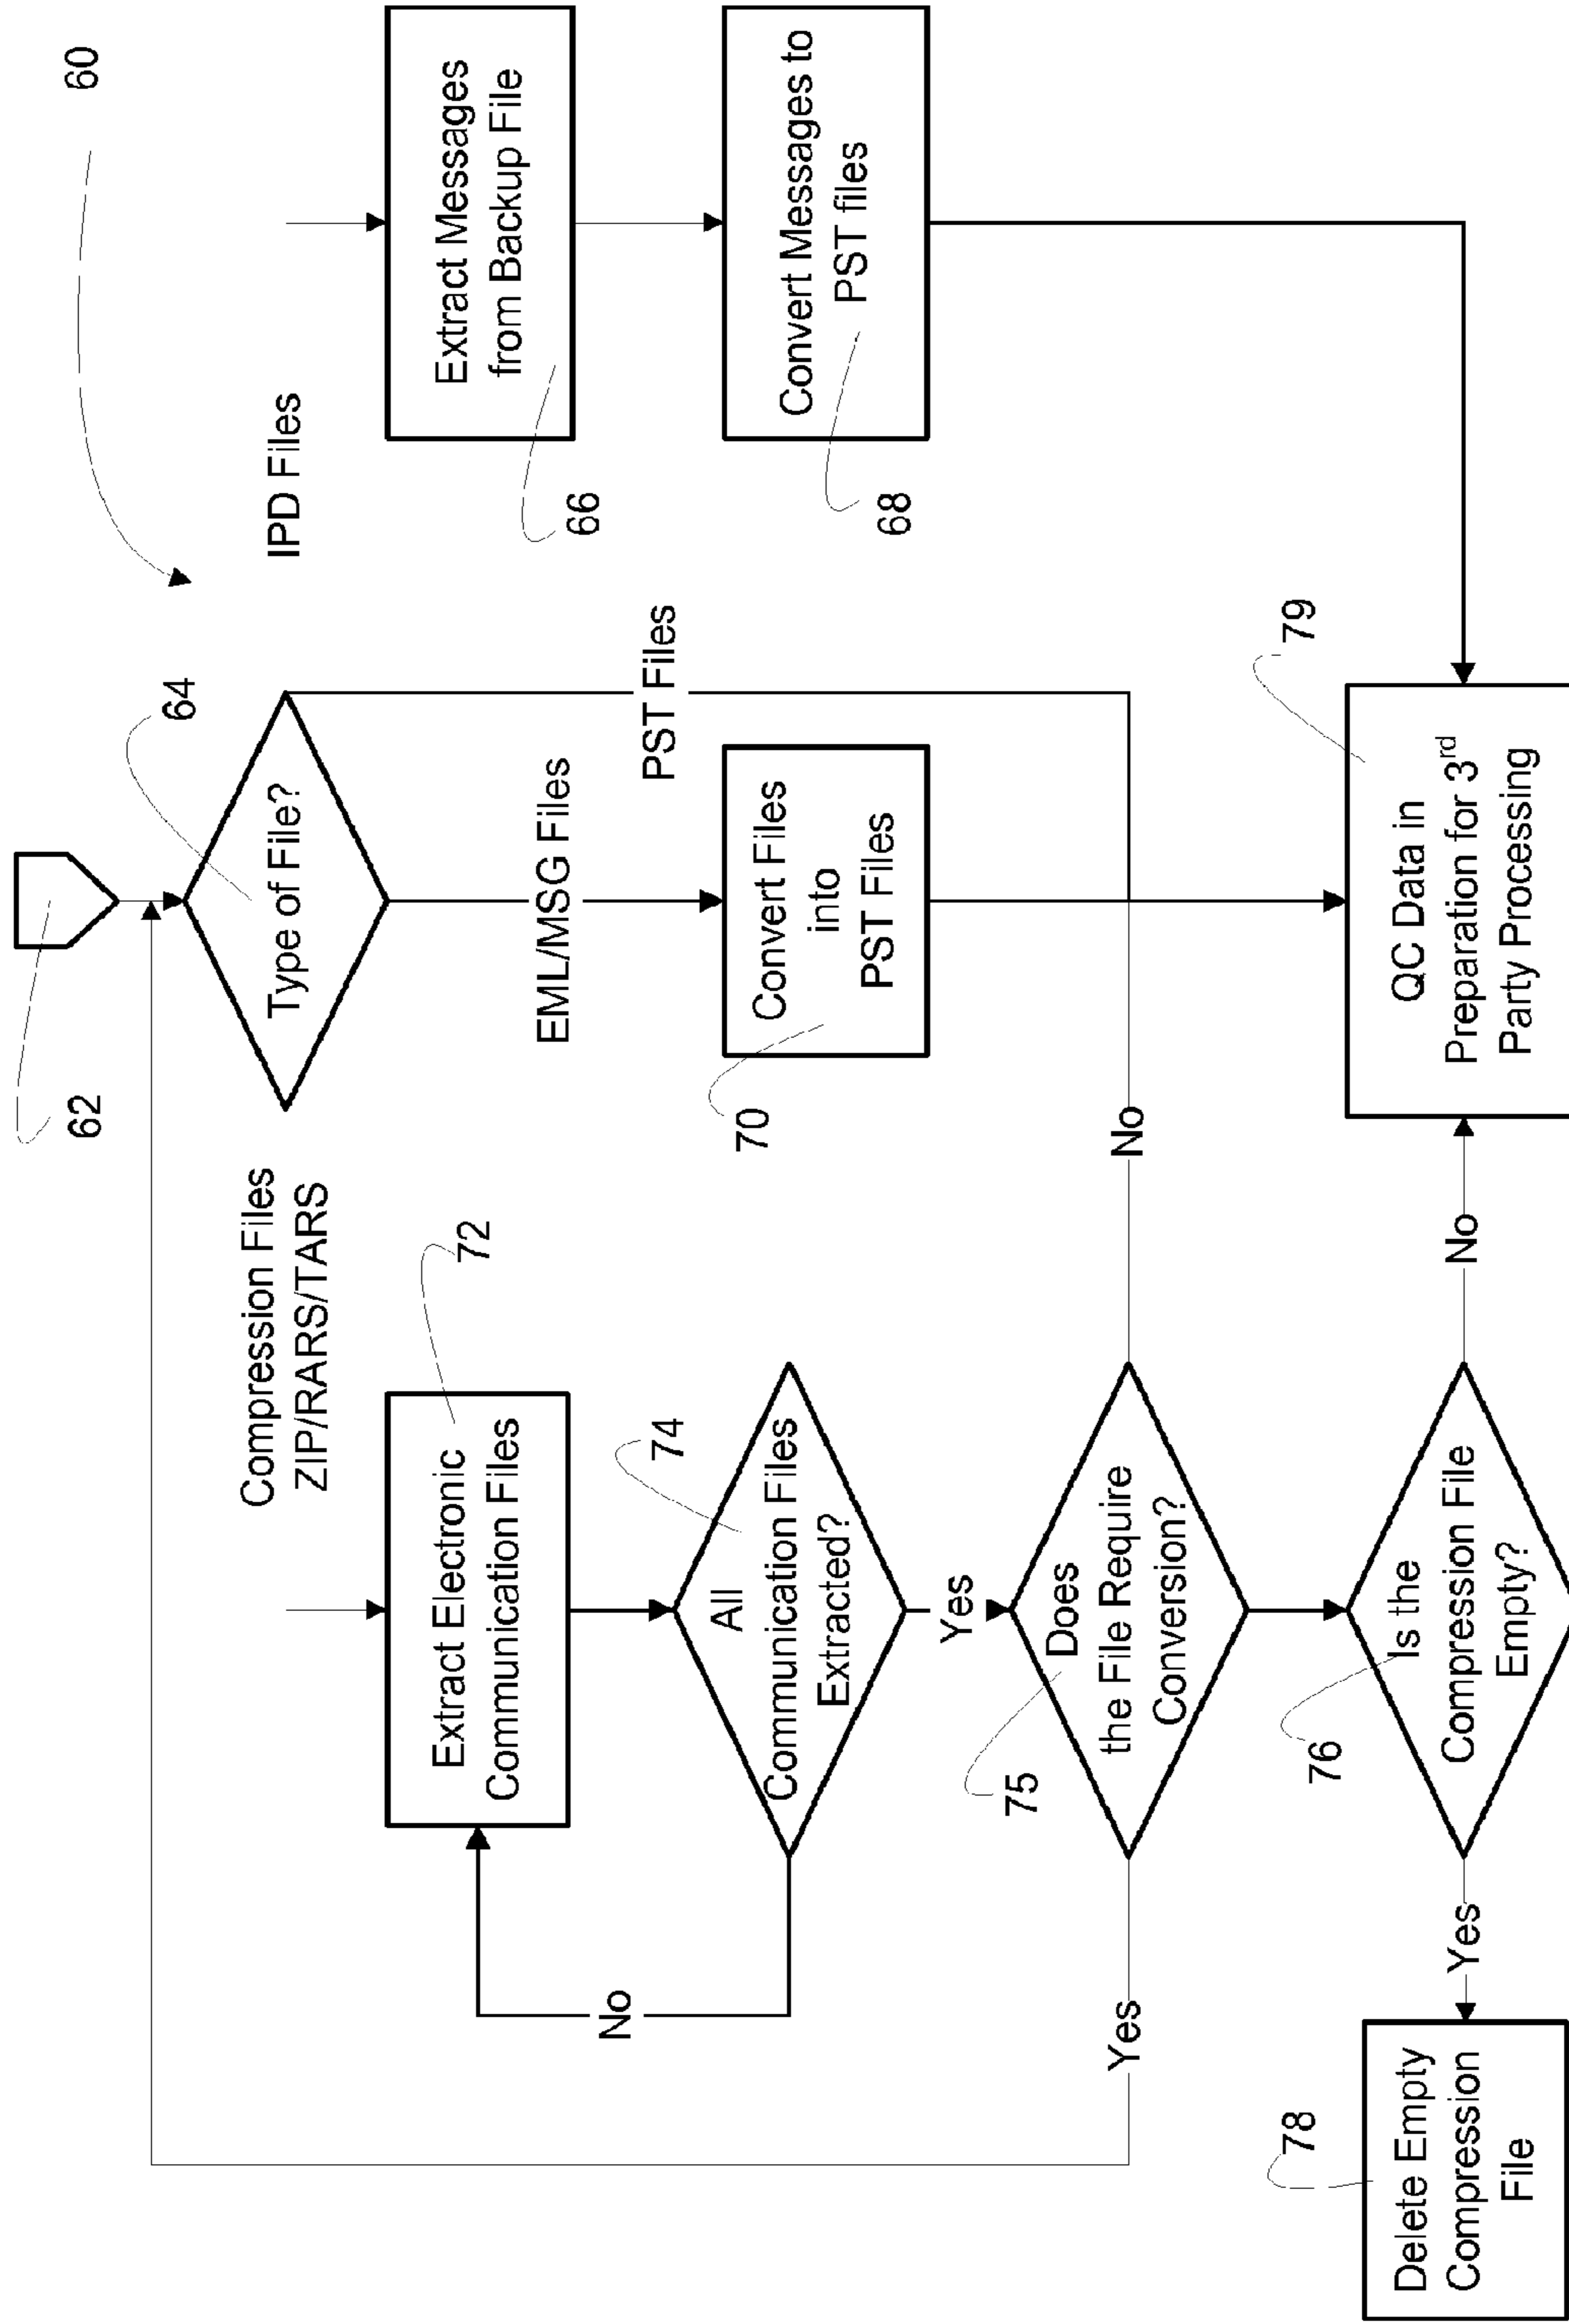 60
62
64
Type of File?
IPD Files
Compression Files
ZIP/RARS/TARS
Extract Messages
from Backup File
66
Convert Messages to
PST files
68
EML/MSG Files
PST Files
Convert Files
into
PST Files
70
72
Extract Electronic
Communication Files
74
All
Communication Files
Extracted?
No
Yes
75
Does
the File Require
Conversion?
Yes
No
76
Is the
Compression File
Empty?
Yes
No
78
Delete Empty
Compression
File
79
QC Data in
Preparation for 3rd
Party Processing